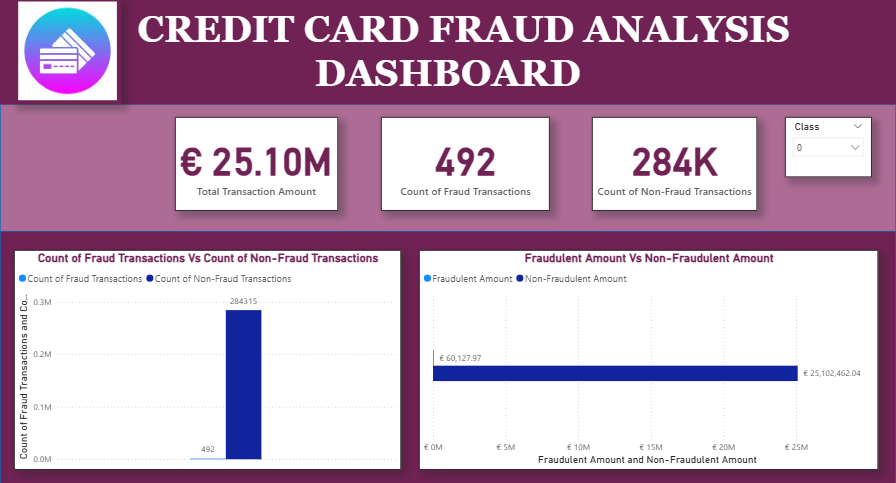 CREDIT CARD FRAUD ANALYSIS
DASHBOARD
€ 25.10M
Total Transaction Amount
492
Count of Fraud Transactions
284K
Count of Non-Fraud Transactions
Class
0
Count of Fraud Transactions Vs Count of Non-Fraud Transactions
Count of Fraud Transactions Count of Non-Fraud Transactions
Count of Fraud Transactions and Co...
0.3M
0.2M
0.1M
0.0M
284315
492
Fraudulent Amount Vs Non-Fraudulent Amount
Fraudulent Amount Non-Fraudulent Amount
€ 60,127.97
€ 25,102,462.04
€ 0M € 5M € 10M € 15M € 20M € 25M
Fraudulent Amount and Non-Fraudulent Amount